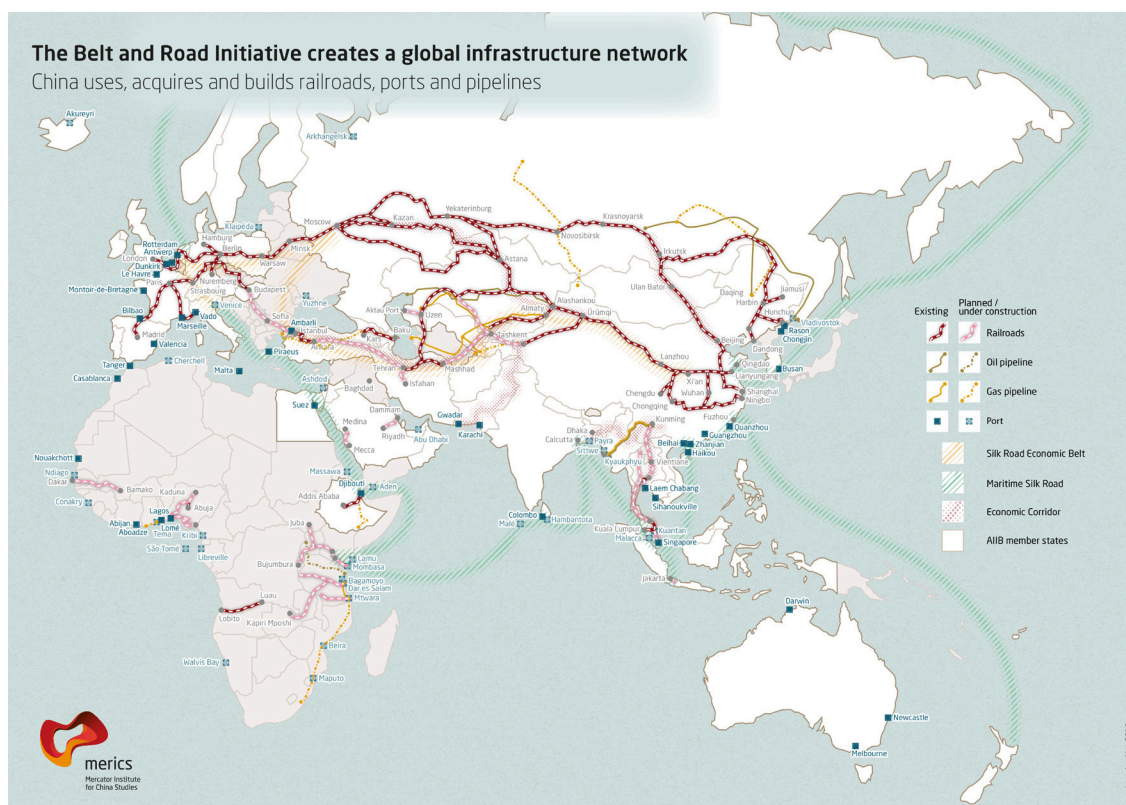 The Belt and Road Initiative creates a global infrastructure network
China uses, acquires and builds railroads, ports and pipelines
Akureyri
Arkhangelsk
Klaipėda
Moscow
Kazan
Yekaterinburg
Krasnoyarsk
Novosibirsk
Irkutsk
Rotterdam
Antwerp
Hamburg
Berlin
Minsk
London
Dunkirk
Le Havre
Paris
Warsaw
Nuremberg
Strasbourg
Budapest
Astana
Ulan Bator
Montoir-de-Bretagne
Venice
Yuzhne
Aktau Port
Uzen
Almaty
Alashankou
Ürümqi
Daqing
Harbin
Jiamusi
Bilbao
Madrid
Vado
Marseille
Sofia
Ambarli
Istanbul
Ankara
Kars
Baku
Tashkent
Hunchun
Vladivostok
Rason
Chongjin
Valencia
Cherchell
Piraeus
Tehran
Mashhad
Isfahan
Beijing
Dandong
Lanzhou
Qingdao
Lianyungang
Busan
Tanger
Casablanca
Malta
Ashdod
Baghdad
Xi'an
Chengdu
Wuhan
Chongqing
Shanghai
Ningbo
Suez
Medina
Dammam
Riyadh
Mecca
Abu Dhabi
Gwadar
Karachi
Dhaka
Calcutta
Payra
Sittwe
Kyaukphyu
Kunming
Fuzhou
Quanzhou
Guangzhou
Beihai
Zhanjian
Haikou
Vientiane
Nouakchott
Ndiago
Dakar
Bamako
Conakry
Kaduna
Abuja
Lagos
Lomé
Abijan
Aboadze
Tema
Kribi
São Tomé
Libreville
Massawa
Djibouti
Aden
Addis Ababa
Juba
Colombo
Malé
Hambantota
Laem Chabang
Sihanoukville
Kuala Lumpur
Kuantan
Malacca
Singapore
Jakarta
Bujumbura
Lamu
Mombasa
Bagamoyo
Dar es Salam
Mtwara
Luau
Lobito
Kapiri Mposhi
Beira
Walvis Bay
Maputo
Darwin
Newcastle
Melbourne
Existing
Planned /
under construction
Railroads
Oil pipeline
Gas pipeline
Port
Silk Road Economic Belt
Maritime Silk Road
Economic Corridor
AIIB member states
merics
Mercator Institute
for China Studies